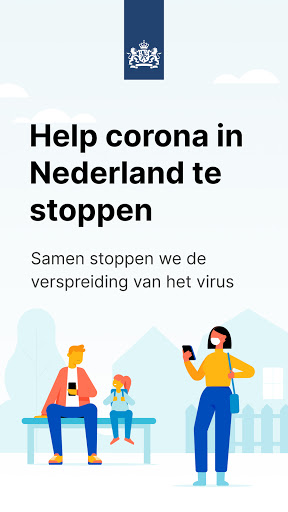 Help corona in
Nederland te
stoppen
Samen stoppen we de
verspreiding van het virus